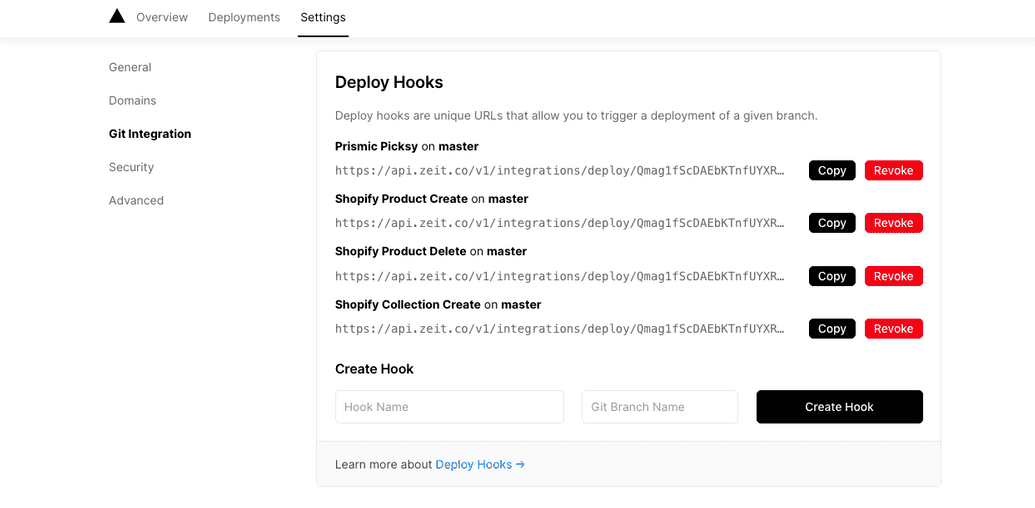 Overview Deployments Settings
General
Domains
Git Integration
Security
Advanced
Deploy Hooks
Deploy hooks are unique URLs that allow you to trigger a deployment of a given branch.
Prismic Picksy on master
https://api.zeit.co/v1/integrations/deploy/Qmag1fScDAEbKTnfUYXR… Copy Revoke
Shopify Product Create on master
https://api.zeit.co/v1/integrations/deploy/Qmag1fScDAEbKTnfUYXR… Copy Revoke
Shopify Product Delete on master
https://api.zeit.co/v1/integrations/deploy/Qmag1fScDAEbKTnfUYXR… Copy Revoke
Shopify Collection Create on master
https://api.zeit.co/v1/integrations/deploy/Qmag1fScDAEbKTnfUYXR… Copy Revoke
Create Hook
Hook Name Git Branch Name Create Hook
Learn more about Deploy Hooks →